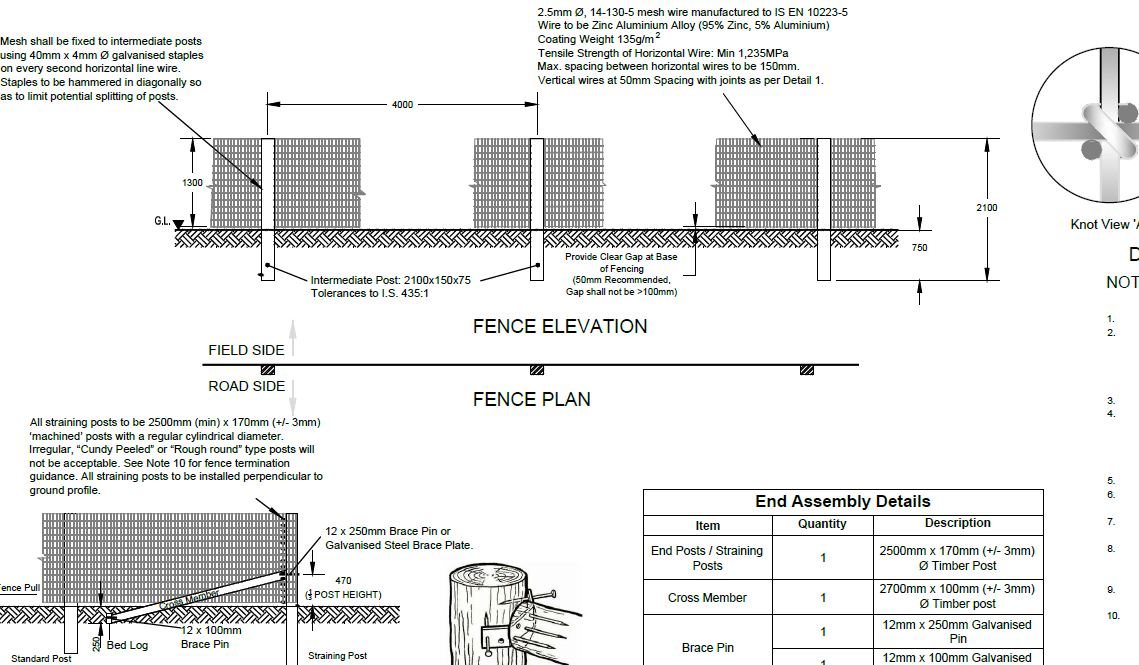 2.5mm Ø, 14-130-5 mesh wire manufactured to IS EN 10223-5
Wire to be Zinc Aluminium Alloy (95% Zinc, 5% Aluminium)
Coating Weight 135g/m²
Tensile Strength of Horizontal Wire: Min 1,235MPa
Max. spacing between horizontal wires to be 150mm.
Vertical wires at 50mm Spacing with joints as per Detail 1.
Mesh shall be fixed to intermediate posts
using 40mm x 4mm Ø galvanised staples
on every second horizontal line wire.
Staples to be hammered in diagonally so
as to limit potential splitting of posts.
4000
1300
G.L.
2100
750
Knot View 'A
D
NOT
Provide Clear Gap at Base
of Fencing
(50mm Recommended,
Gap shall not be >100mm)
Intermediate Post: 2100x150x75
Tolerances to I.S. 435:1
FENCE ELEVATION
FIELD SIDE
ROAD SIDE
FENCE PLAN
1.
2.
3.
4.
5.
6.
7.
8.
9.
10.
All straining posts to be 2500mm (min) x 170mm (+/- 3mm)
‘machined’ posts with a regular cylindrical diameter.
Irregular, “Cundy Peeled” or “Rough round” type posts will
not be acceptable. See Note 10 for fence termination
guidance. All straining posts to be installed perpendicular to
ground profile.
12 x 250mm Brace Pin or
Galvanised Steel Brace Plate.
ence Pull
470
POST HEIGHT)
Cross Member
12 x 100mm
Brace Pin
250
Bed Log
Standard Post
Straining Post
End Assembly Details
Item Quantity Description
End Posts / Straining
Posts
1
2500mm x 170mm (+/- 3mm)
Ø Timber Post
Cross Member
1
2700mm x 100mm (+/- 3mm)
Ø Timber post
Brace Pin
1
12mm x 250mm Galvanised
Pin
1
12mm x 100mm Galvanised